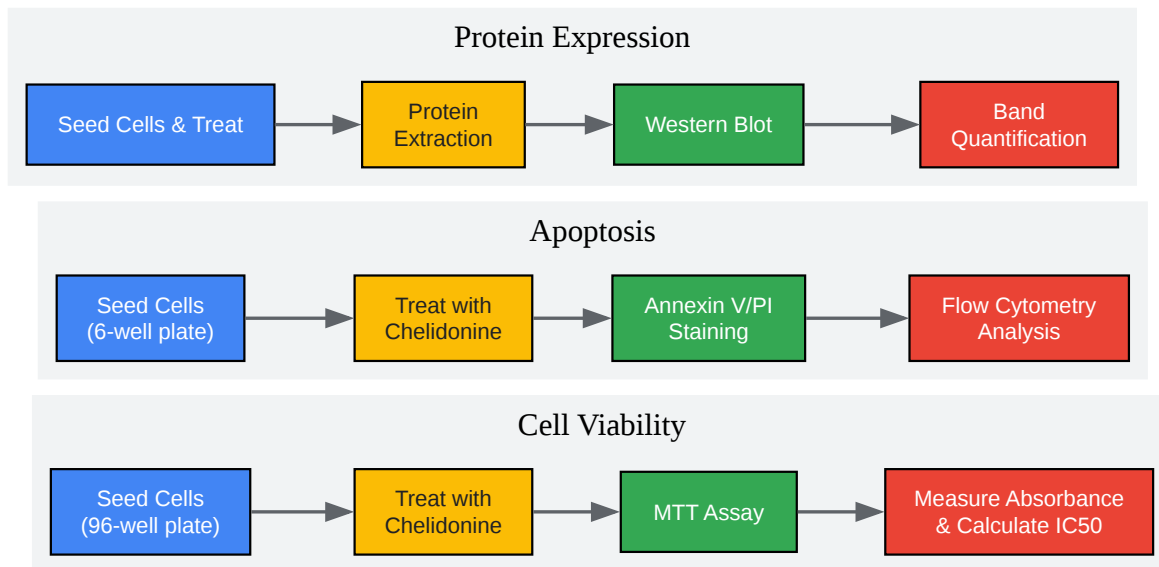 Protein Expression
Seed Cells & Treat
Protein
Extraction
Western Blot
Band
Quantification
Apoptosis
Seed Cells
(6-well plate)
Treat with
Chelidonine
Annexin V/PI
Staining
Flow Cytometry
Analysis
Cell Viability
Seed Cells
(96-well plate)
Treat with
Chelidonine
MTT Assay
Measure Absorbance
& Calculate IC50